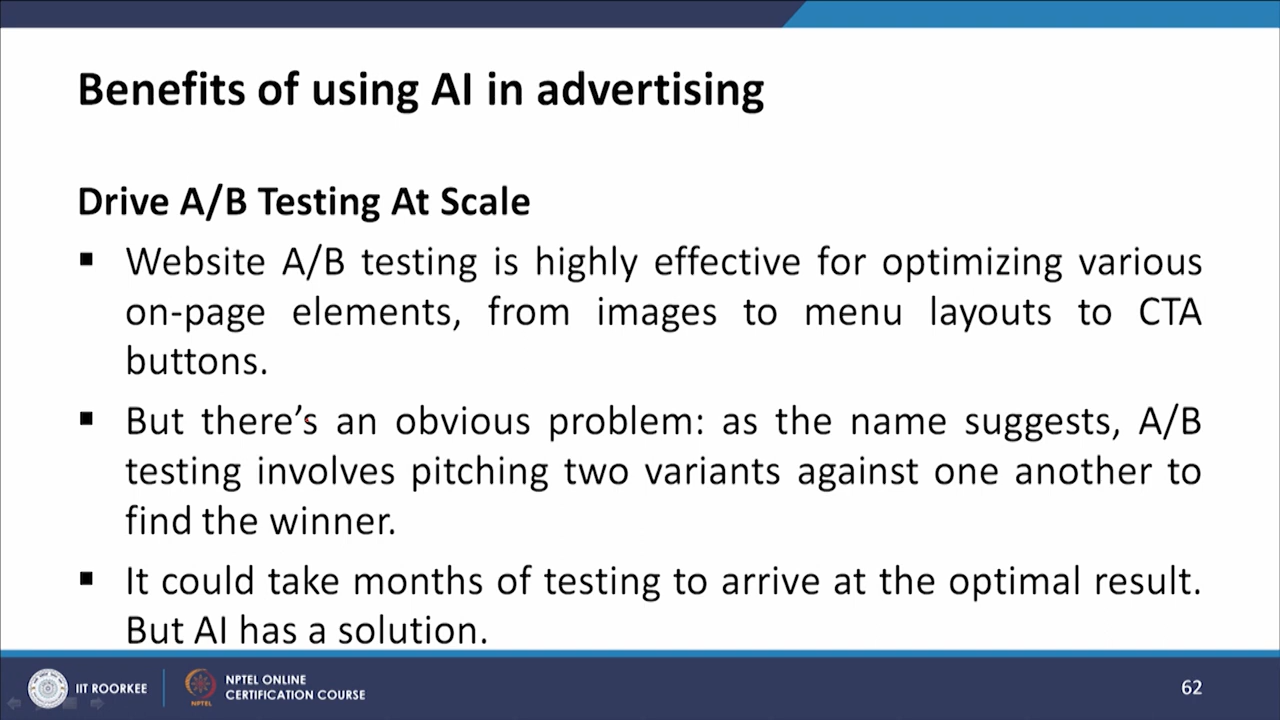 Benefits of using AI in advertising
Drive A/B Testing At Scale
▪ Website A/B testing is highly effective for optimizing various
on-page elements, from images to menu layouts to CTA
buttons.
▪ But there’s an obvious problem: as the name suggests, A/B
testing involves pitching two variants against one another to
find the winner.
▪ It could take months of testing to arrive at the optimal result.
But AI has a solution.
IIT ROORKEE
NPTEL
NPTEL ONLINE
CERTIFICATION COURSE
62